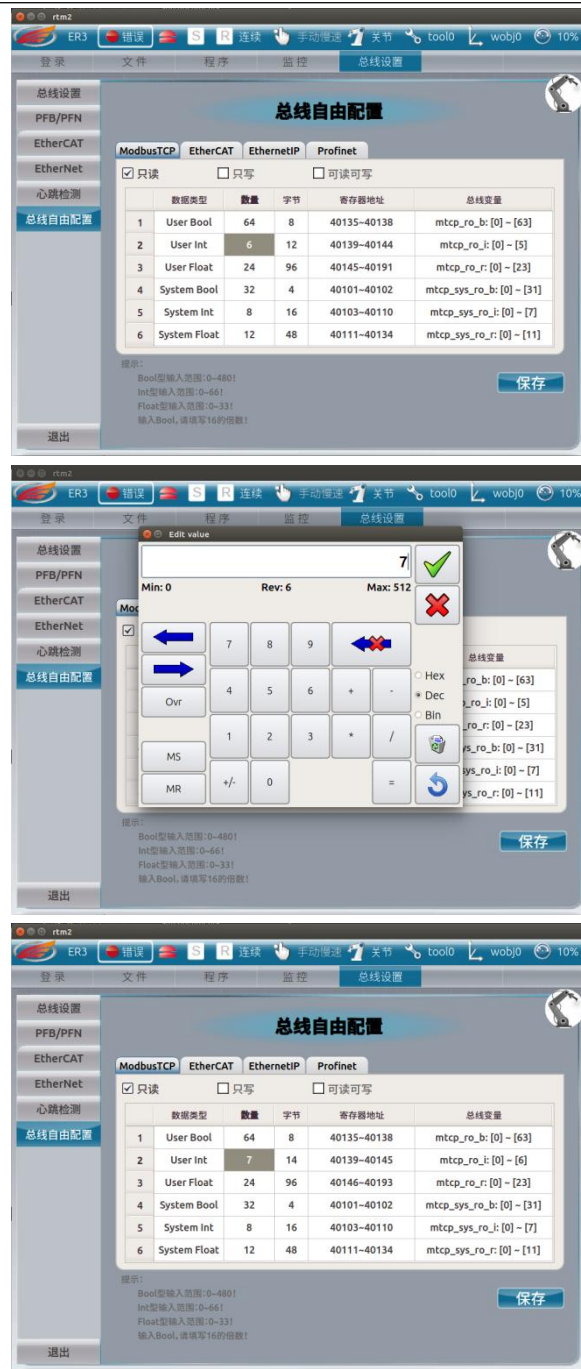 rtm2
ER3 错误 S R 连续 手动慢速 关节 tool0 wobj0 10%
登录 文件 程序 监控 总线设置
总线设置
PFB/PFN
EtherCAT
EtherNet
心跳检测
总线自由配置
退出
总线自由配置
ModbusTCP EtherCAT EthernetIP Profinet
只读 只写 可读可写
数据类型 数量 字节 寄存器地址 总线变量
1 User Bool 64 8 40135~40138 mtcp_ro_b: [0] ~ [63]
2 User Int 6 12 40139~40144 mtcp_ro_i: [0] ~ [5]
3 User Float 24 96 40145~40191 mtcp_ro_r: [0] ~ [23]
4 System Bool 32 4 40101~40102 mtcp_sys_ro_b: [0] ~ [31]
5 System Int 8 16 40103~40110 mtcp_sys_ro_i: [0] ~ [7]
6 System Float 12 48 40111~40134 mtcp_sys_ro_r: [0] ~ [11]
提示:
Bool型输入范围:0~480!
Int型输入范围:0~66!
Float型输入范围:0~33!
输入Bool,请填写16的倍数!
保存
rtm2
ER3 错误 S R 连续 手动慢速 关节 tool0 wobj0 10%
登录 文件 程序 监控 总线设置
总线设置
PFB/PFN
EtherCAT
EtherNet
心跳检测
总线自由配置
退出
Edit value
7
Min: 0 Rev: 6 Max: 512
7 8 9
Ovr 4 5 6 + -
1 2 3 * /
MS
MR +/- 0 =
Hex
Dec
Bin
Mod
总线变量
_ro_b: [0] ~ [63]
_ro_i: [0] ~ [5]
_ro_r: [0] ~ [23]
ys_ro_b: [0] ~ [31]
ys_ro_i: [0] ~ [7]
ys_ro_r: [0] ~ [11]
提示:
Bool型输入范围:0~480!
Int型输入范围:0~66!
Float型输入范围:0~33!
输入Bool,请填写16的倍数!
保存
rtm2
ER3 错误 S R 连续 手动慢速 关节 tool0 wobj0 10%
登录 文件 程序 监控 总线设置
总线设置
PFB/PFN
EtherCAT
EtherNet
心跳检测
总线自由配置
退出
总线自由配置
ModbusTCP EtherCAT EthernetIP Profinet
只读 只写 可读可写
数据类型 数量 字节 寄存器地址 总线变量
1 User Bool 64 8 40135~40138 mtcp_ro_b: [0] ~ [63]
2 User Int 7 14 40139~40145 mtcp_ro_i: [0] ~ [6]
3 User Float 24 96 40146~40193 mtcp_ro_r: [0] ~ [23]
4 System Bool 32 4 40101~40102 mtcp_sys_ro_b: [0] ~ [31]
5 System Int 8 16 40103~40110 mtcp_sys_ro_i: [0] ~ [7]
6 System Float 12 48 40111~40134 mtcp_sys_ro_r: [0] ~ [11]
提示:
Bool型输入范围:0~480!
Int型输入范围:0~66!
Float型输入范围:0~33!
输入Bool,请填写16的倍数!
保存